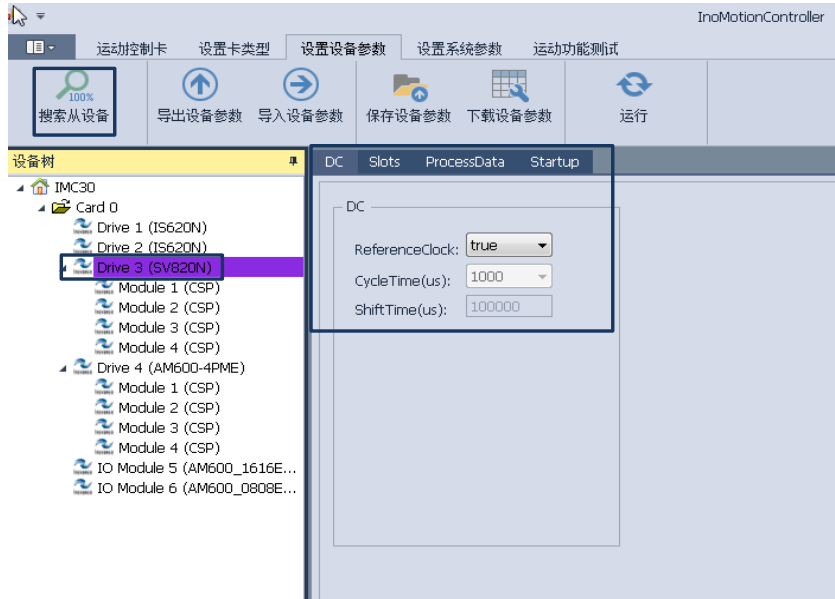 InoMotionController
运动控制卡 设置卡类型 设置设备参数 设置系统参数 运动功能测试
100%
搜索从设备 导出设备参数 导入设备参数 保存设备参数 下载设备参数 运行
设备树
DC Slots ProcessData Startup
IMC30
Card 0
Drive 1 (IS620N)
Drive 2 (IS620N)
Drive 3 (SV820N)
Module 1 (CSP)
Module 2 (CSP)
Module 3 (CSP)
Module 4 (CSP)
Drive 4 (AM600-4PME)
Module 1 (CSP)
Module 2 (CSP)
Module 3 (CSP)
Module 4 (CSP)
IO Module 5 (AM600_1616E...
IO Module 6 (AM600_0808E...
DC
ReferenceClock: true
CycleTime(us): 1000
ShiftTime(us): 100000